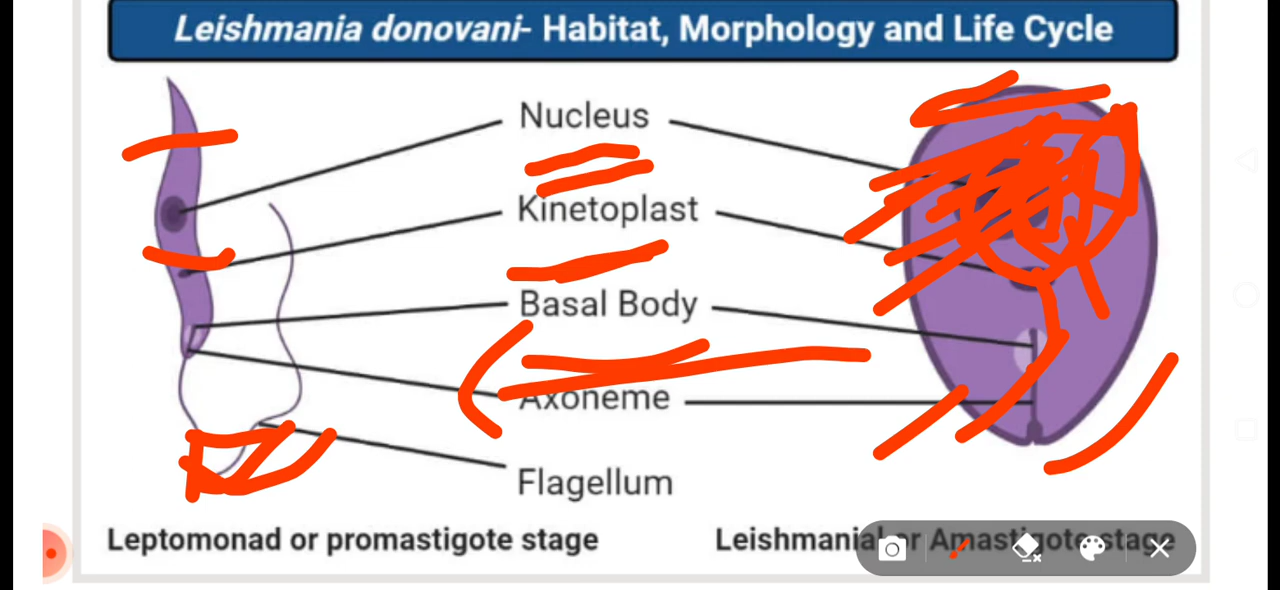 Leishmania donovani- Habitat, Morphology and Life Cycle
Nucleus
Kinetoplast
Basal Body
Axoneme
Flagellum
Leptomonad or promastigote stage
Leishmanial or Amastigote stage